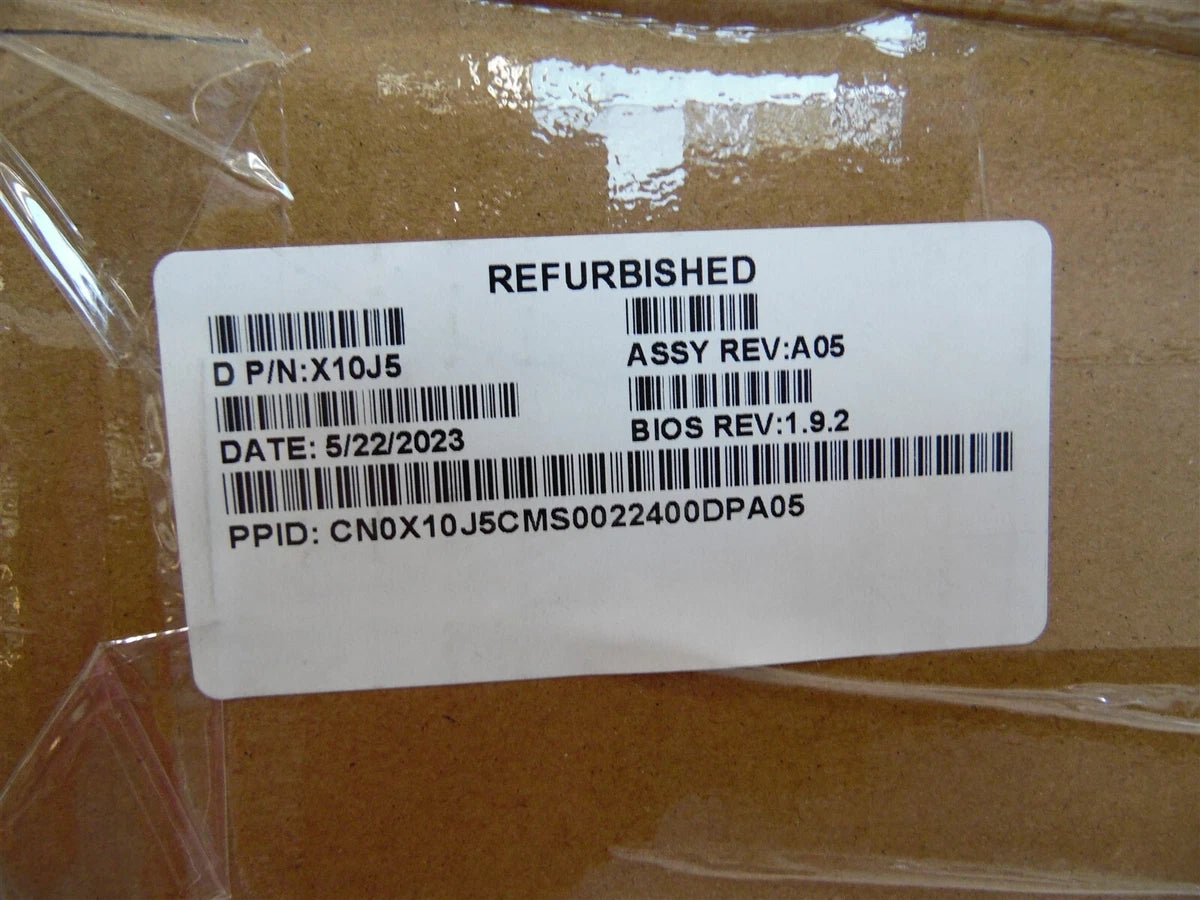 REFURBISHED
D P/N:X10J5
ASSY REV:A05
DATE: 5/22/2023
BIOS REV:1.9.2
PPID: CN0X10J5CMS0022400DPA05